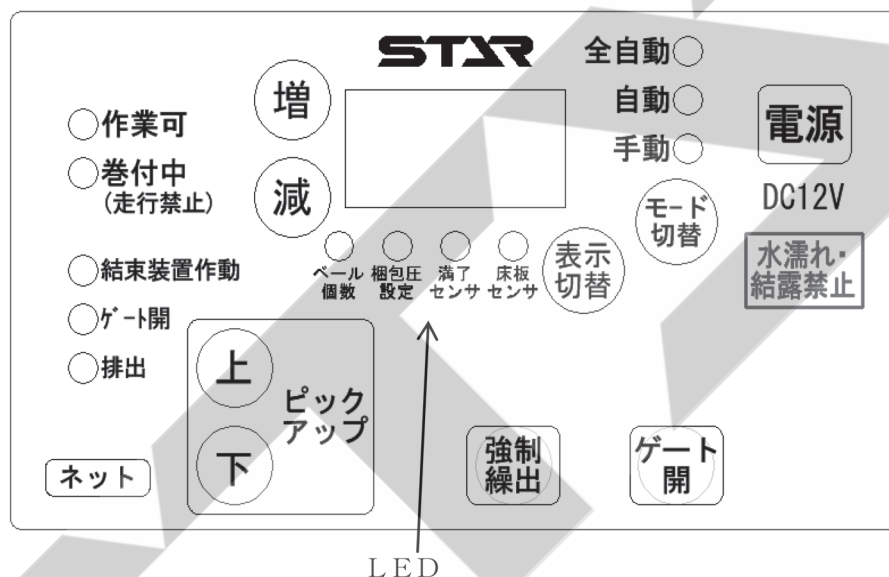 STAR
全自動
自動
手動
増
減
電源
DC12V
水濡れ・
結露禁止
作業可
巻付中
(走行禁止)
モード
切替
表示
切替
ベール
個数
梱包圧
設定
満了
センサ
床板
センサ
結束装置作動
ゲート開
排出
上
下
ピック
アップ
ネット
強制
繰出
ゲート
開
LED